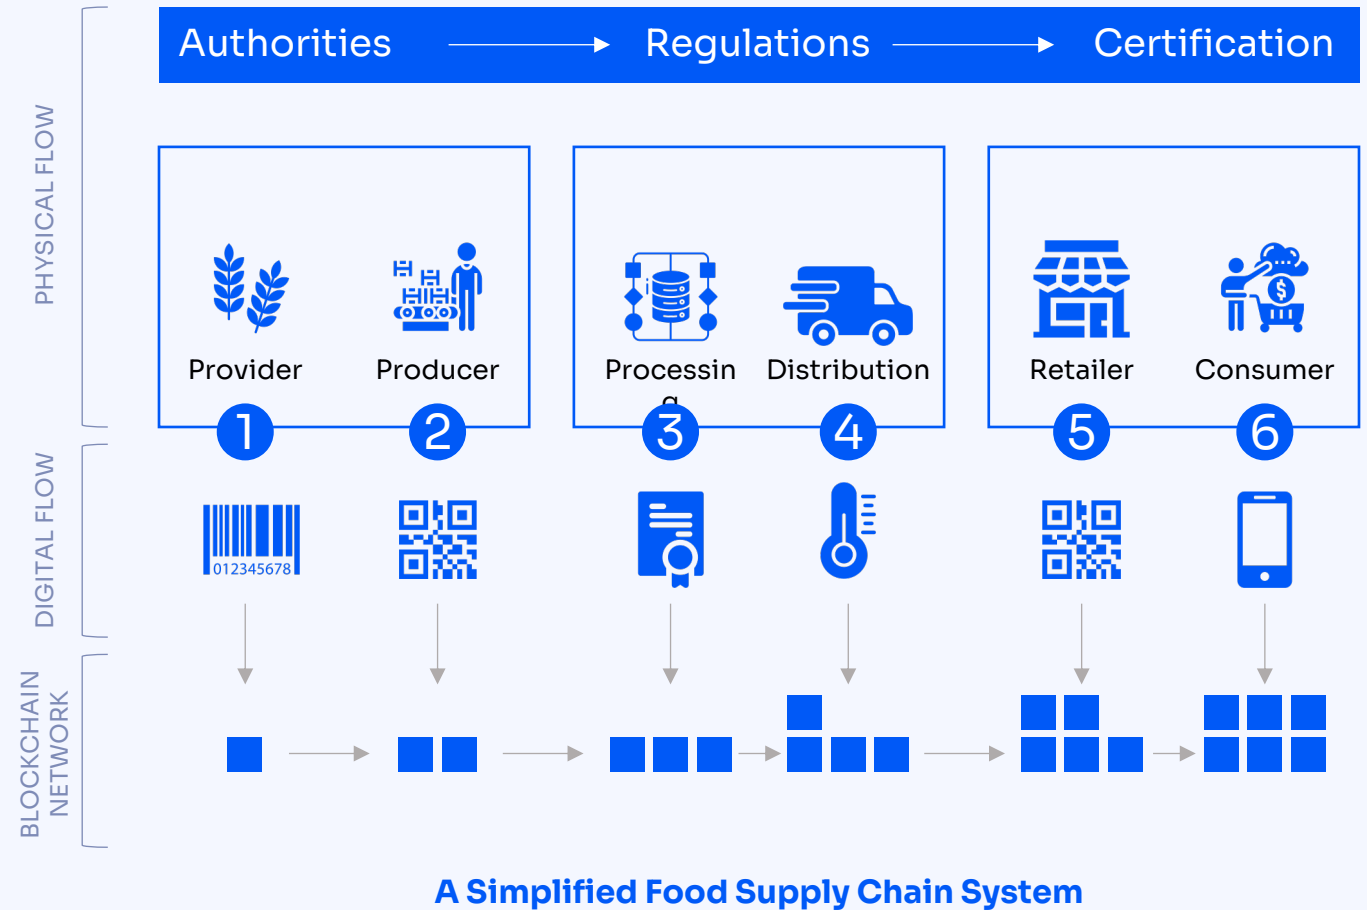 Authorities
Regulations
Certification
PHYSICAL FLOW
Provider
Producer
Processin
g
Distribution
Retailer
Consumer
1
2
3
4
5
6
DIGITAL FLOW
012345678
$
BLOCKCHAIN
NETWORK
A Simplified Food Supply Chain System